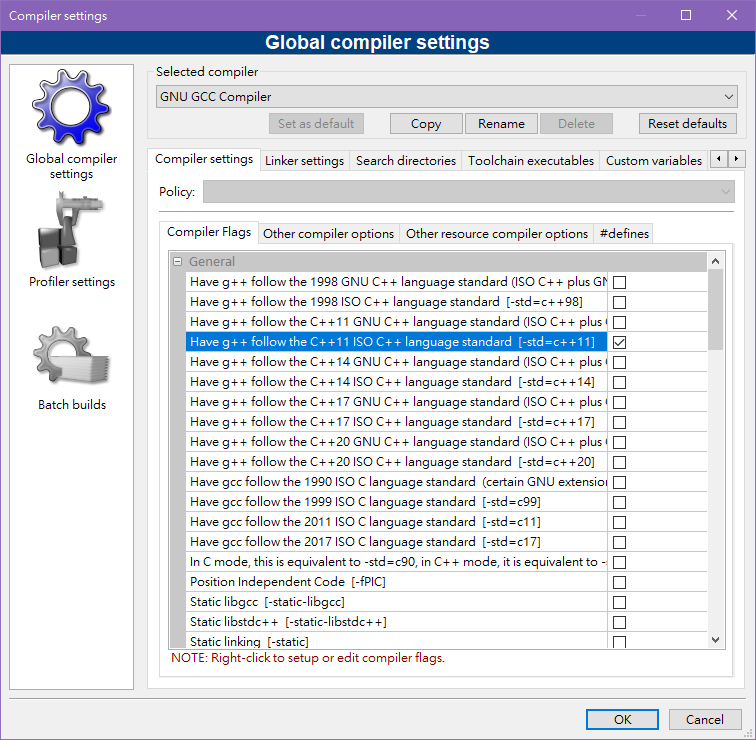 Compiler settings
Global compiler settings
Global compiler
settings
Profiler settings
Batch builds
Selected compiler
GNU GCC Compiler
Set as default
Copy
Rename
Delete
Reset defaults
Compiler settings
Linker settings
Search directories
Toolchain executables
Custom variables
Policy:
Compiler Flags
Other compiler options
Other resource compiler options
#defines
General
Have g++ follow the 1998 GNU C++ language standard (ISO C++ plus GN
Have g++ follow the 1998 ISO C++ language standard [-std=c++98]
Have g++ follow the C++11 GNU C++ language standard (ISO C++ plus
Have g++ follow the C++11 ISO C++ language standard [-std=c++11]
Have g++ follow the C++14 GNU C++ language standard (ISO C++ plus
Have g++ follow the C++14 ISO C++ language standard [-std=c++14]
Have g++ follow the C++17 GNU C++ language standard (ISO C++ plus
Have g++ follow the C++17 ISO C++ language standard [-std=c++17]
Have g++ follow the C++20 GNU C++ language standard (ISO C++ plus
Have g++ follow the C++20 ISO C++ language standard [-std=c++20]
Have gcc follow the 1990 ISO C language standard (certain GNU extension
Have gcc follow the 1999 ISO C language standard [-std=c99]
Have gcc follow the 2011 ISO C language standard [-std=c11]
Have gcc follow the 2017 ISO C language standard [-std=c17]
In C mode, this is equivalent to -std=c90, in C++ mode, it is equivalent to -
Position Independent Code [-fPIC]
Static libgcc [-static-libgcc]
Static libstdc++ [-static-libstdc++]
Static linking [-static]
NOTE: Right-click to setup or edit compiler flags.
OK
Cancel